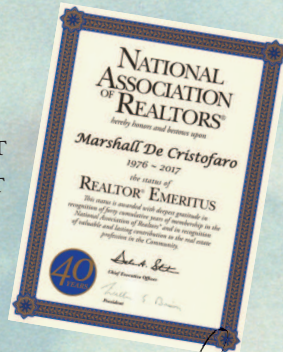 NATIONAL
ASSOCIATION
OF REALTORS®
hereby honors and bestows upon
Marshall De Cristofaro
1976 ~ 2017
the status of
REALTOR® EMERITUS
This status is awarded with deepest gratitude in
recognition of forty cumulative years of membership in the
National Association of Realtors® and in recognition
of valuable and lasting contribution to the real estate
profession in the Community.
40
YEARS
Chief Executive Officer
President
T
T